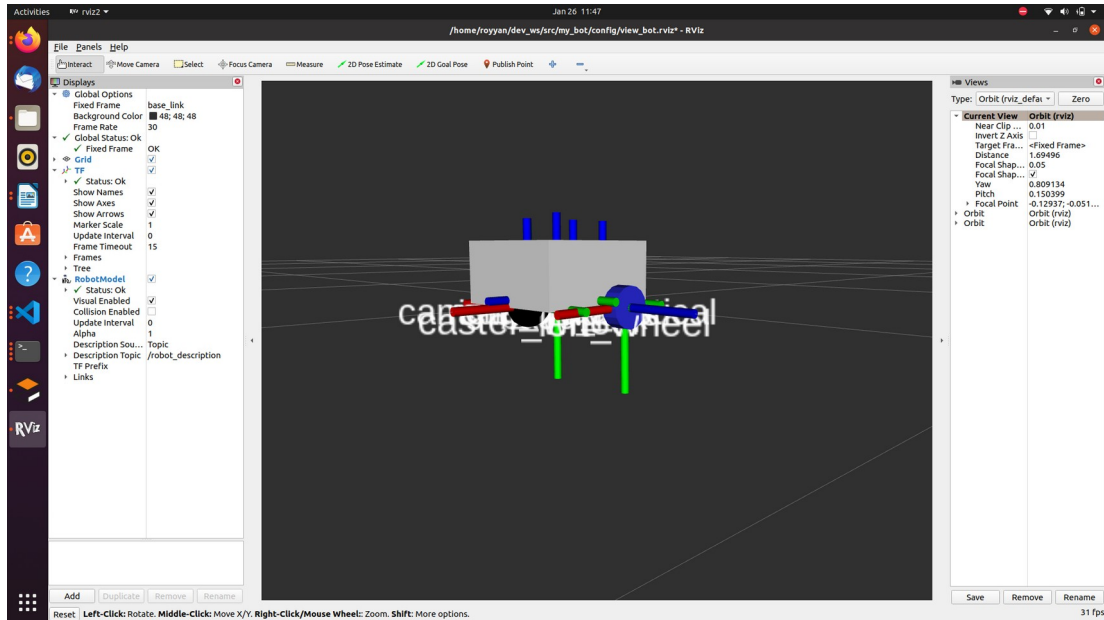 Activities
RViz rviz2
Jan 26 11:47
/home/royyan/dev_ws/src/my_bot/config/view_bot.rviz* - RViz
File Panels Help
Interact Move Camera Select Focus Camera Measure 2D Pose Estimate 2D Goal Pose Publish Point
Displays
Global Options
Fixed Frame base_link
Background Color 48; 48; 48
Frame Rate 30
Global Status: Ok
Fixed Frame OK
Grid
TF
Status: Ok
Show Names
Show Axes
Show Arrows
Marker Scale 1
Update Interval 0
Frame Timeout 15
Frames
Tree
RobotModel
Status: Ok
Visual Enabled
Collision Enabled
Update Interval 0
Alpha 1
Description Sou... Topic
Description Topic /robot_description
TF Prefix
Links
Add Duplicate Remove Rename
Reset Left-Click: Rotate. Middle-Click: Move X/Y. Right-Click/Mouse Wheel:: Zoom. Shift: More options.
RViz
Views
Type: Orbit (rviz_defau Zero
Current View Orbit (rviz)
Near Clip ... 0.01
Invert Z Axis
Target Fra... <Fixed Frame>
Distance 1.69496
Focal Shap... 0.05
Focal Shap...
Yaw 0.809134
Pitch 0.150399
Focal Point -0.12937; -0.051...
Orbit Orbit (rviz)
Orbit Orbit (rviz)
Save Remove Rename
31 fps